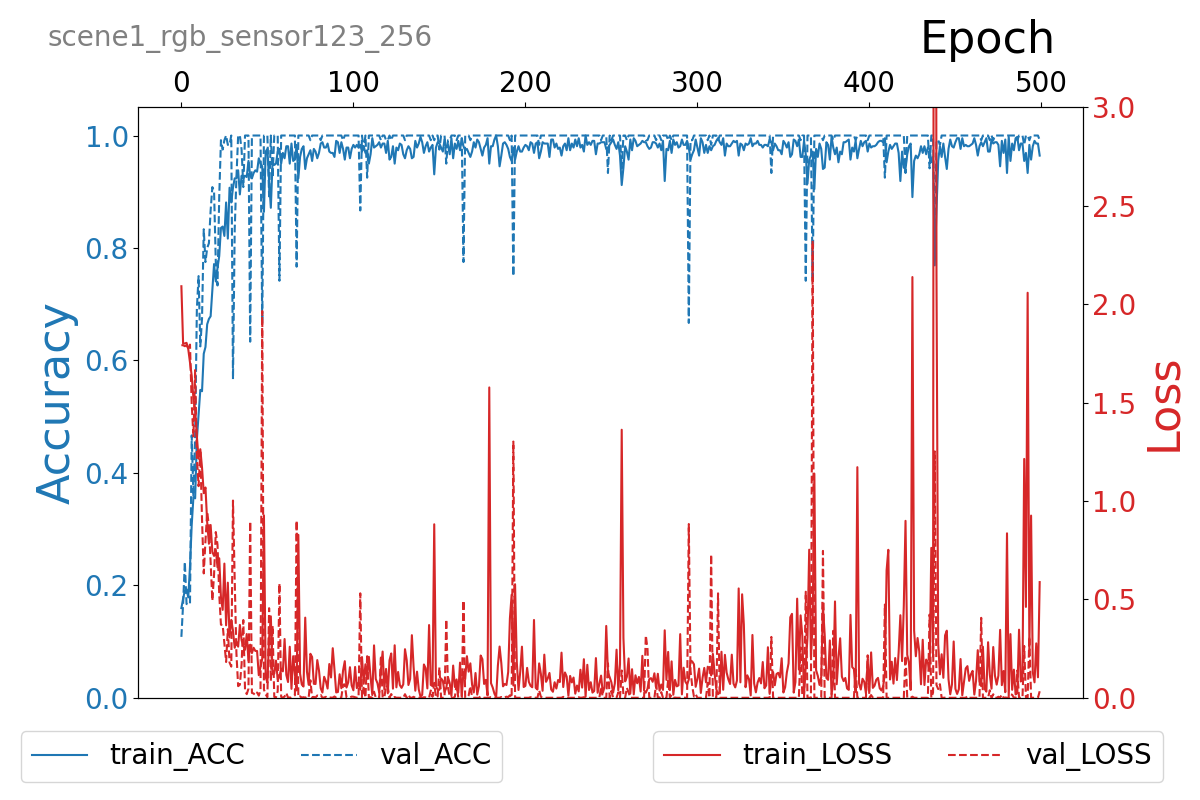 scene1_rgb_sensor123_256
Epoch
0 100 200 300 400 500
1.0
0.8
0.6
0.4
0.2
0.0
Accuracy
3.0
2.5
2.0
1.5
1.0
0.5
0.0
Loss
train_ACC val_ACC
train_LOSS val_LOSS